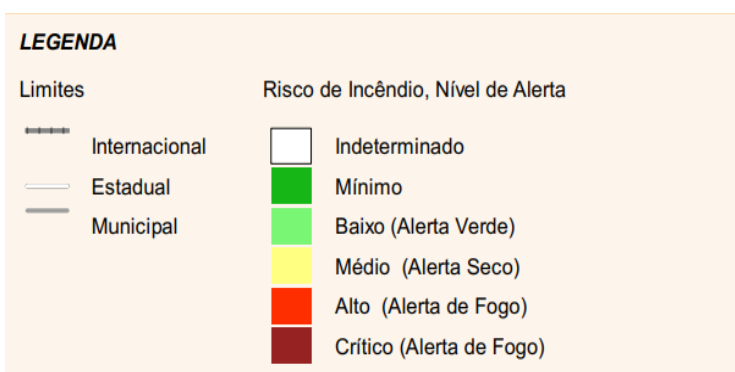 LEGENDA
Limites
Internacional
Estadual
Municipal
Risco de Incêndio, Nível de Alerta
Indeterminado
Mínimo
Baixo (Alerta Verde)
Médio (Alerta Seco)
Alto (Alerta de Fogo)
Crítico (Alerta de Fogo)